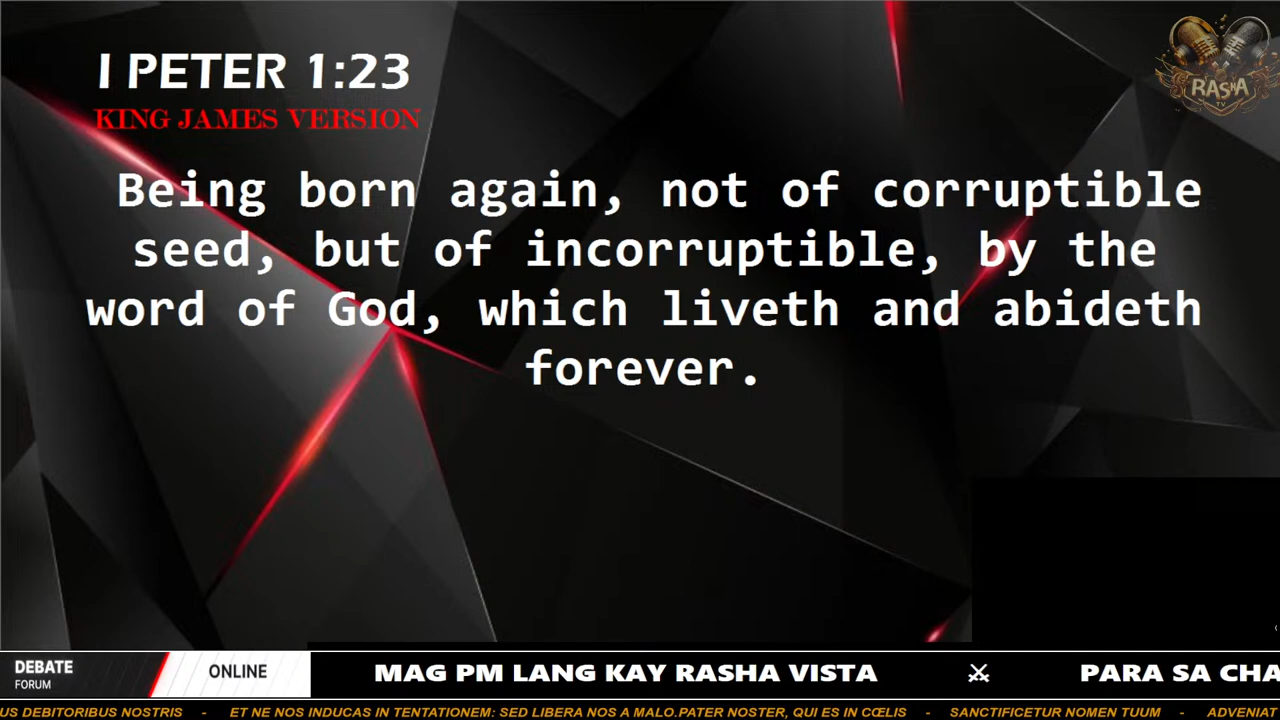 I PETER 1:23
KING JAMES VERSION
RASHA
TV
Being born again, not of corruptible
seed, but of incorruptible, by the
word of God, which liveth and abideth
forever.
DEBATE
FORUM
ONLINE
MAG PM LANG KAY RASHA VISTA ⚔ PARA SA CHA
US DEBITORIBUS NOSTRIS - ET NE NOS INDUCAS IN TENTATIONEM: SED LIBERA NOS A MALO.PATER NOSTER, QUI ES IN CŒLIS - SANCTIFICETUR NOMEN TUUM - ADVENIAT